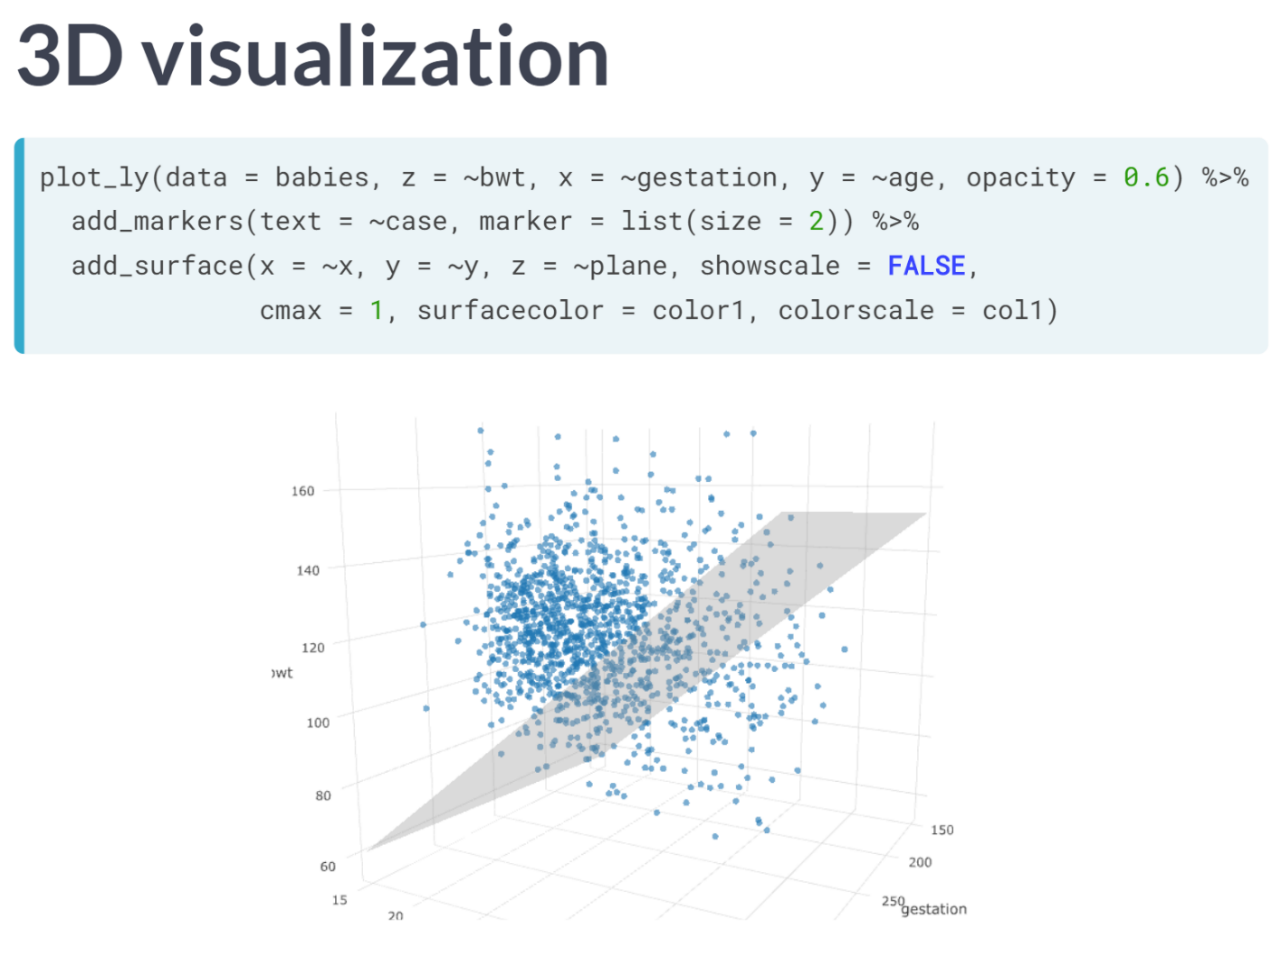 3D visualization
plot_ly(data = babies, z = ~bwt, x = ~gestation, y = ~age, opacity = 0.6) %>%
add_markers(text = ~case, marker = list(size = 2)) %>%
add_surface(x = ~x, y = ~y, z = ~plane, showscale = FALSE,
cmax = 1, surfacecolor = color1, colorscale = col1)
160
140
120
bwt
100
80
60
15
20
150
200
250
gestation